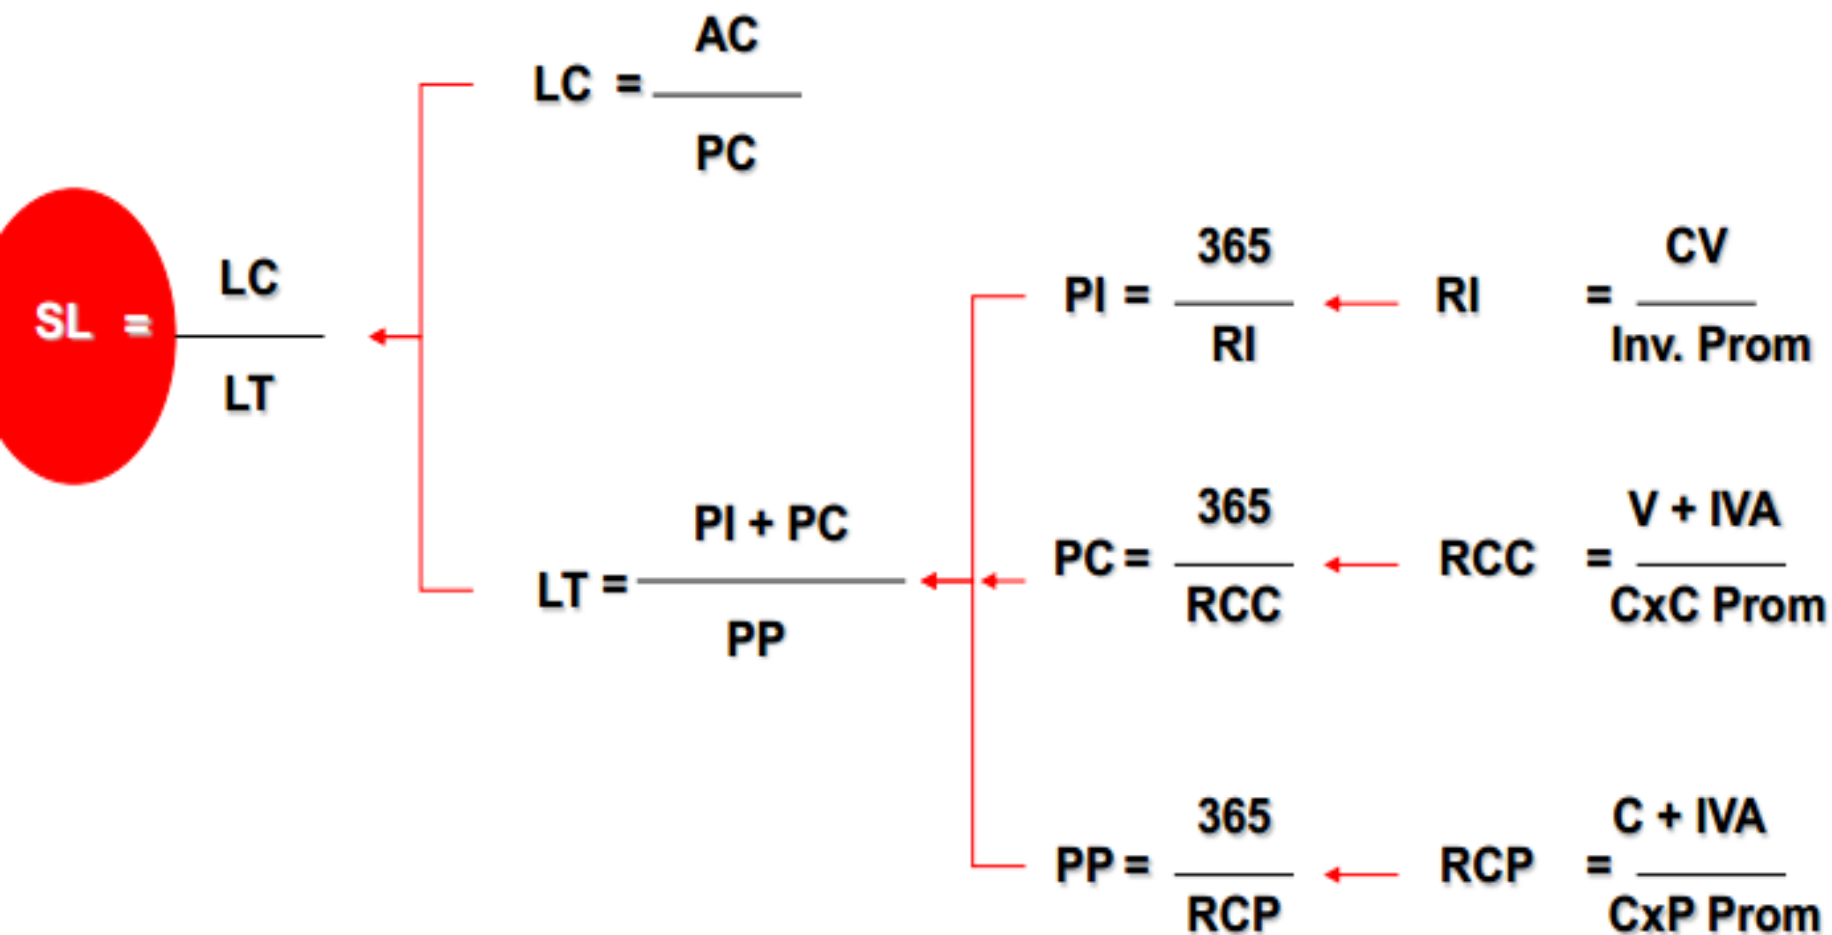 SL =
LC
LT
LC =
AC
PC
LT =
PI + PC
PP
PI =
365
RI
RI =
CV
Inv. Prom
PC =
365
RCC
RCC =
V + IVA
CxC Prom
PP =
365
RCP
RCP =
C + IVA
CxP Prom